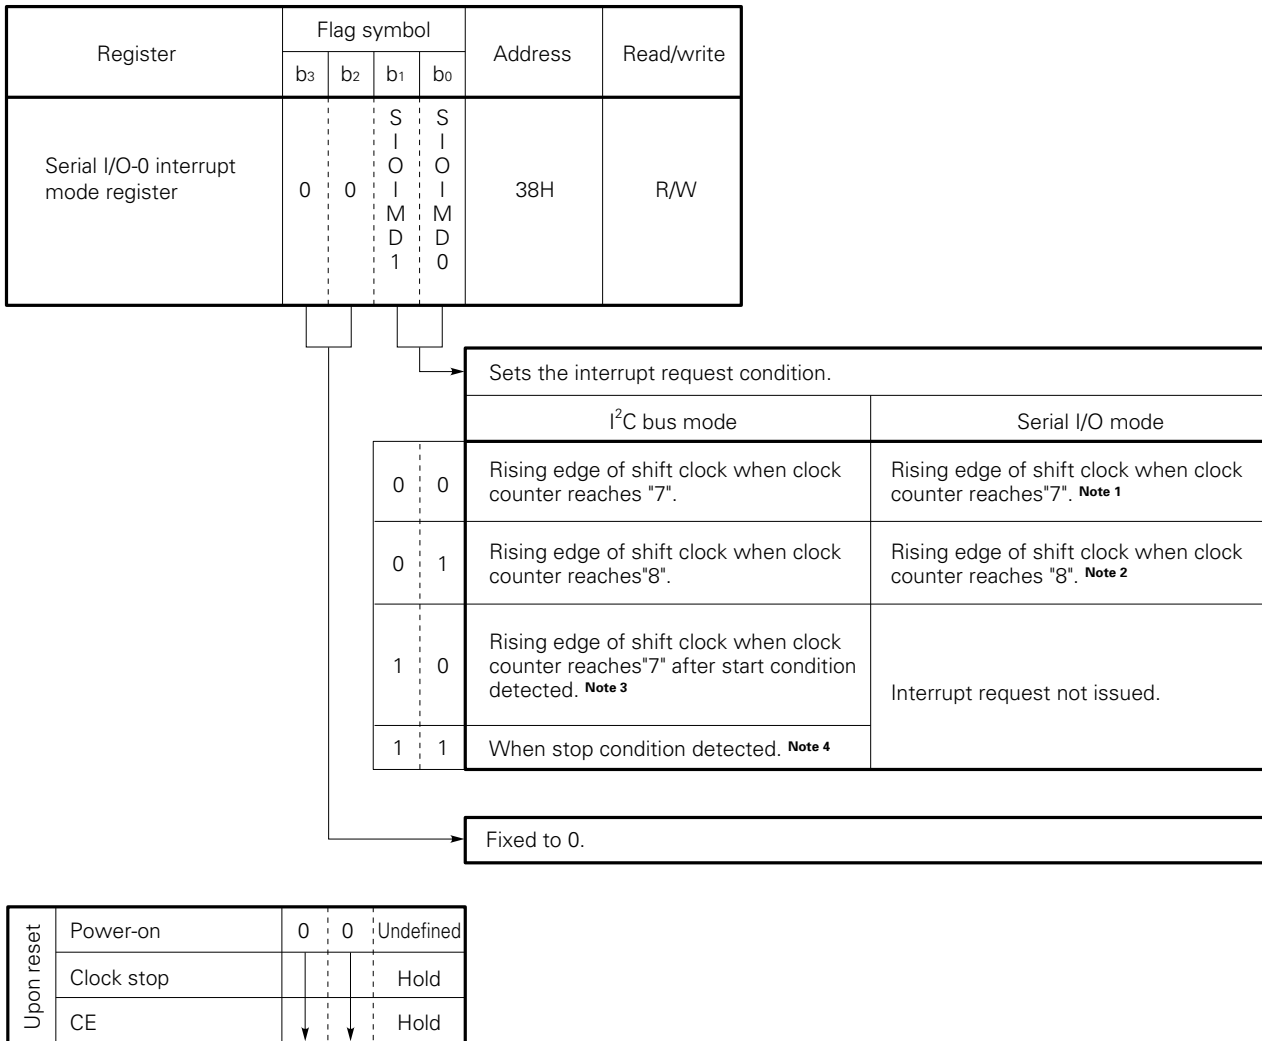 Register
Flag symbol
Address
Read/write
b3
b2
b1
b0
Serial I/O-0 interrupt
mode register
0
0
S
I
O
I
M
D
1
S
I
O
I
M
D
0
38H
R/W
Sets the interrupt request condition.
I2C bus mode
Serial I/O mode
0 0
Rising edge of shift clock when clock
counter reaches "7".
Rising edge of shift clock when clock
counter reaches"7". Note 1
0 1
Rising edge of shift clock when clock
counter reaches"8".
Rising edge of shift clock when clock
counter reaches "8". Note 2
1 0
Rising edge of shift clock when clock
counter reaches"7" after start condition
detected. Note 3
Interrupt request not issued.
1 1
When stop condition detected. Note 4
Fixed to 0.
Upon reset
Power-on
0
0
Undefined
Clock stop
Hold
CE
Hold